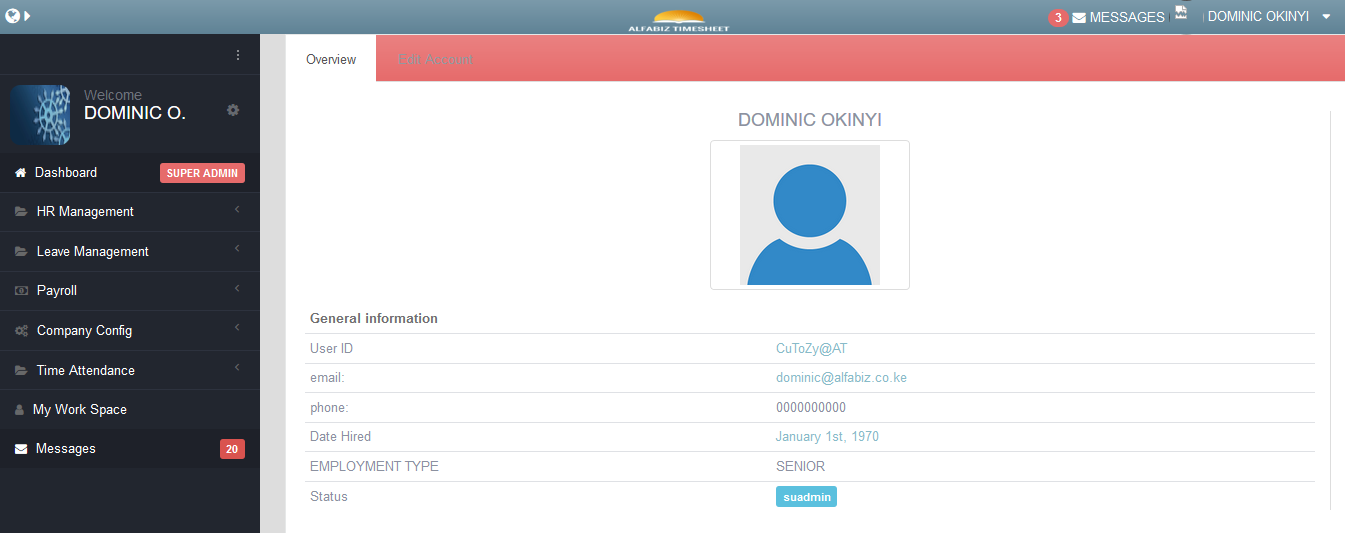 3 MESSAGES
DOMINIC OKINYI
ALFABIZ TIMESHEET
Welcome
DOMINIC O.
Dashboard SUPER ADMIN
HR Management
Leave Management
Payroll
Company Config
Time Attendance
My Work Space
Messages 20
Overview
Edit Account
DOMINIC OKINYI
General information
User ID CuToZy@AT
email: dominic@alfabiz.co.ke
phone: 0000000000
Date Hired January 1st, 1970
EMPLOYMENT TYPE SENIOR
Status suadmin